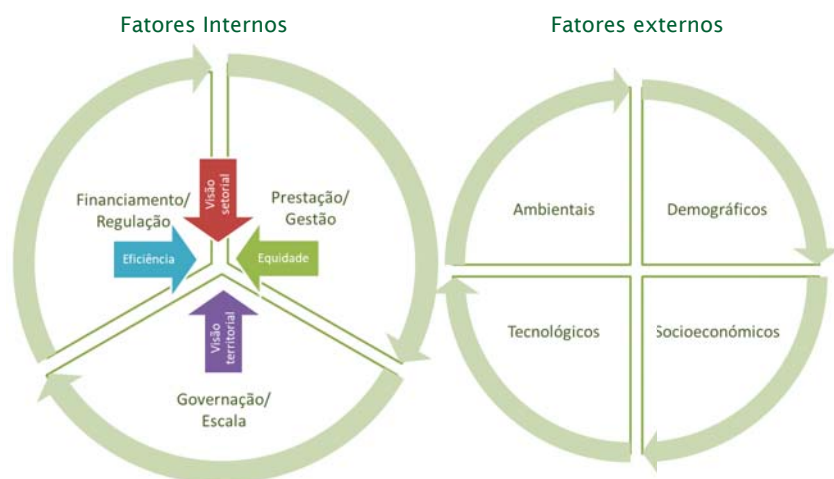 Fatores Internos
Fatores externos
Financiamento/
Regulação
Visão
setorial
Prestação/
Gestão
Eficiência
Equidade
Visão
territorial
Governação/
Escala
Ambientais
Demográficos
Tecnológicos
Socioeconómicos